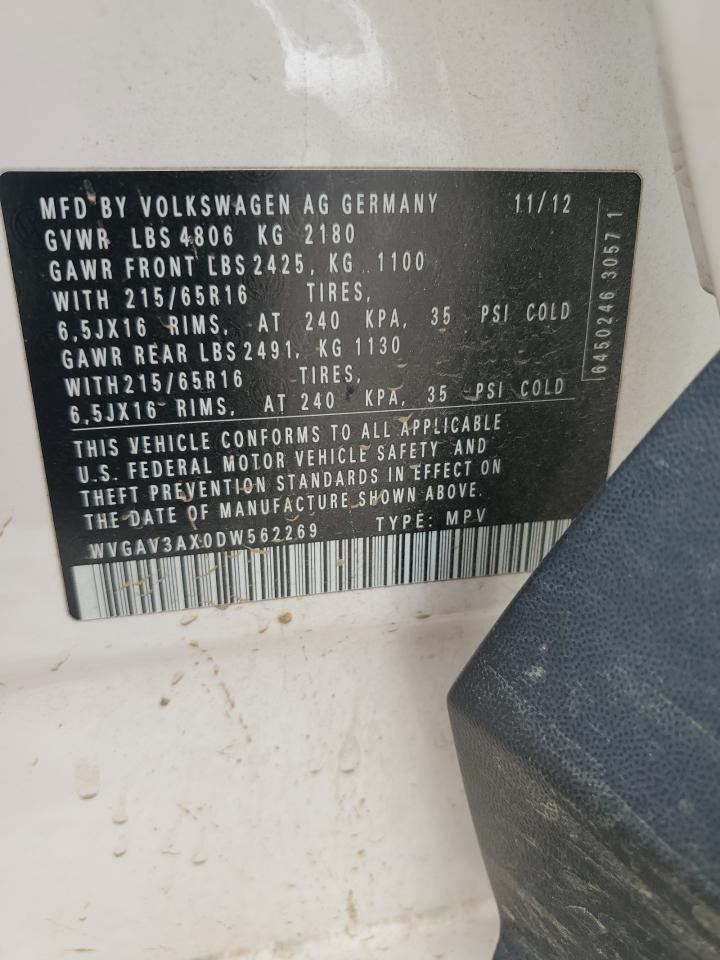 MFD BY VOLKSWAGEN AG GERMANY 11/12
GVWR LBS 4806 KG 2180
GAWR FRONT LBS 2425, KG 1100
WITH 215/65R16 TIRES,
6,5JX16 RIMS, AT 240 KPA, 35 PSI COLD
GAWR REAR LBS 2491, KG 1130
WITH 215/65R16 TIRES,
6,5JX16 RIMS, AT 240 KPA, 35 PSI COLD
THIS VEHICLE CONFORMS TO ALL APPLICABLE
U.S. FEDERAL MOTOR VEHICLE SAFETY AND
THEFT PREVENTION STANDARDS IN EFFECT ON
THE DATE OF MANUFACTURE SHOWN ABOVE.
WVGAV3AX0DW562269 TYPE: MPV
6450246 3057 1